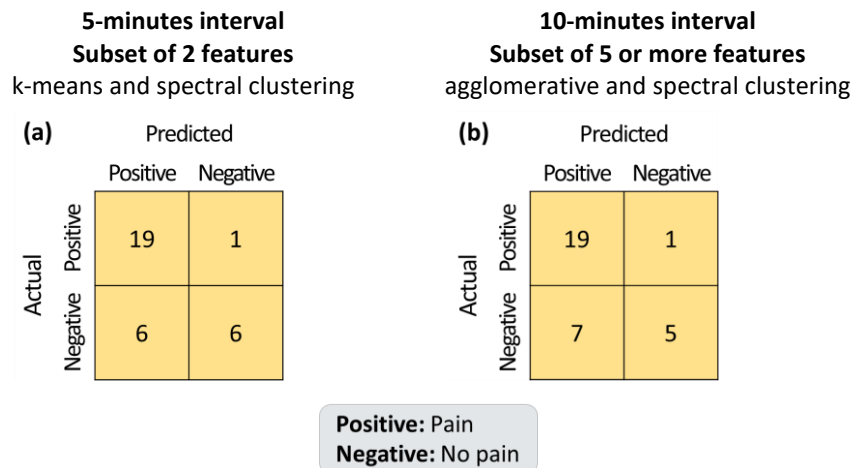 5-minutes interval
Subset of 2 features
k-means and spectral clustering
(a)
Predicted
Positive Negative
Actual
Positive
19 1
Negative
6 6
10-minutes interval
Subset of 5 or more features
agglomerative and spectral clustering
(b)
Predicted
Positive Negative
Actual
Positive
19 1
Negative
7 5
Positive: Pain
Negative: No pain